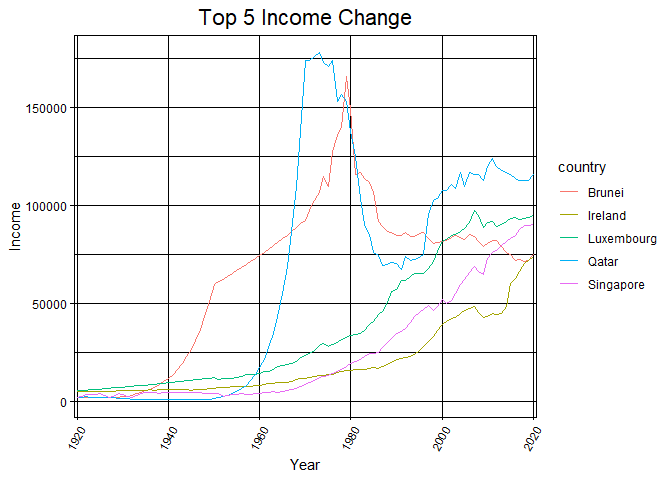 Top 5 Income Change
150000
100000
50000
0
Income
1920
1940
1960
1980
2000
2020
Year
country
Brunei
Ireland
Luxembourg
Qatar
Singapore